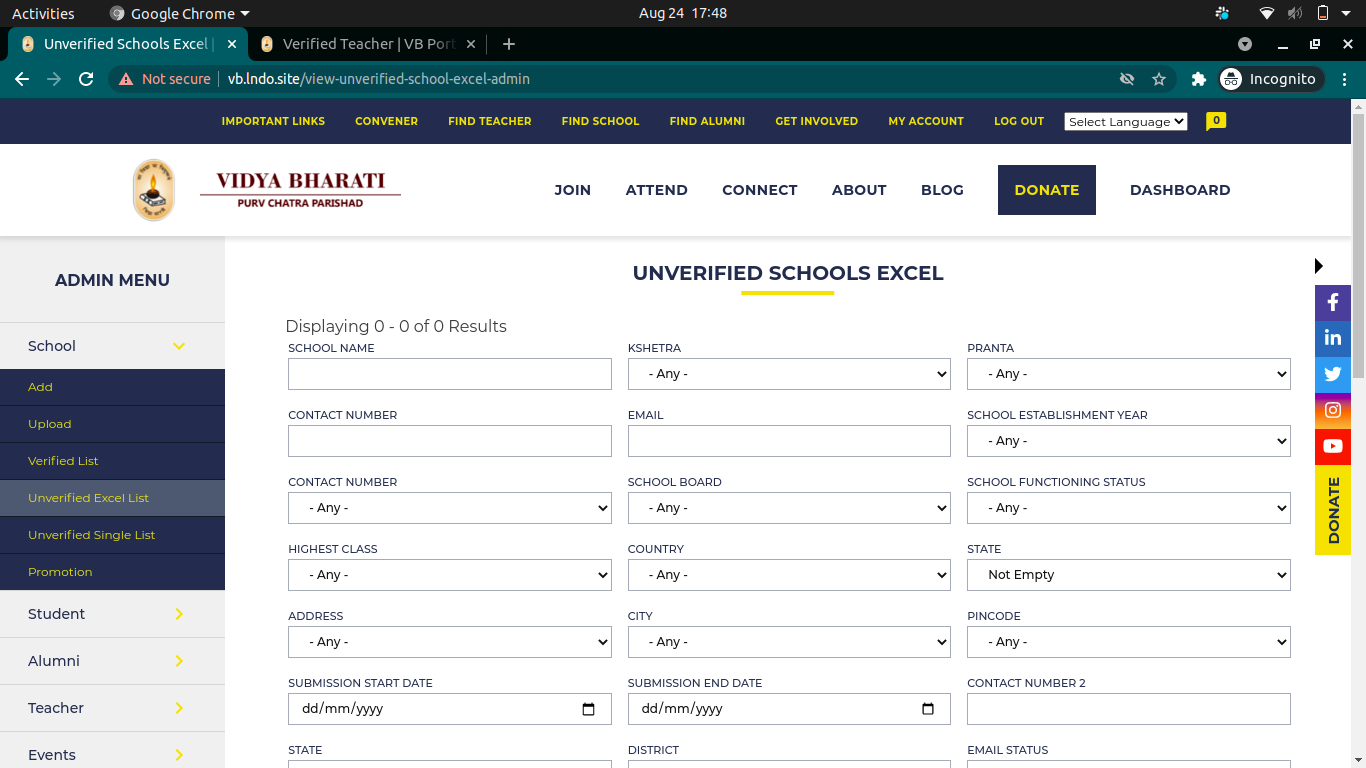 Activities Google Chrome Aug 24 17:48
Unverified Schools Excel | Verified Teacher | VB Port
Not secure vb.lndo.site/view-unverified-school-excel-admin Incognito
IMPORTANT LINKS CONVENER FIND TEACHER FIND SCHOOL FIND ALUMNI GET INVOLVED MY ACCOUNT LOG OUT Select Language 0
VIDYA BHARATI
PURV CHATRA PARISHAD
JOIN ATTEND CONNECT ABOUT BLOG DONATE DASHBOARD
ADMIN MENU
School
Add
Upload
Verified List
Unverified Excel List
Unverified Single List
Promotion
Student
Alumni
Teacher
Events
UNVERIFIED SCHOOLS EXCEL
Displaying 0 - 0 of 0 Results
SCHOOL NAME KSHETRA PRANTA
- Any - - Any -
CONTACT NUMBER EMAIL SCHOOL ESTABLISHMENT YEAR
- Any -
CONTACT NUMBER SCHOOL BOARD SCHOOL FUNCTIONING STATUS
- Any - - Any - - Any -
HIGHEST CLASS COUNTRY STATE
- Any - - Any - Not Empty
ADDRESS CITY PINCODE
- Any - - Any - - Any -
SUBMISSION START DATE SUBMISSION END DATE CONTACT NUMBER 2
dd/mm/yyyy dd/mm/yyyy
STATE DISTRICT EMAIL STATUS
DONATE